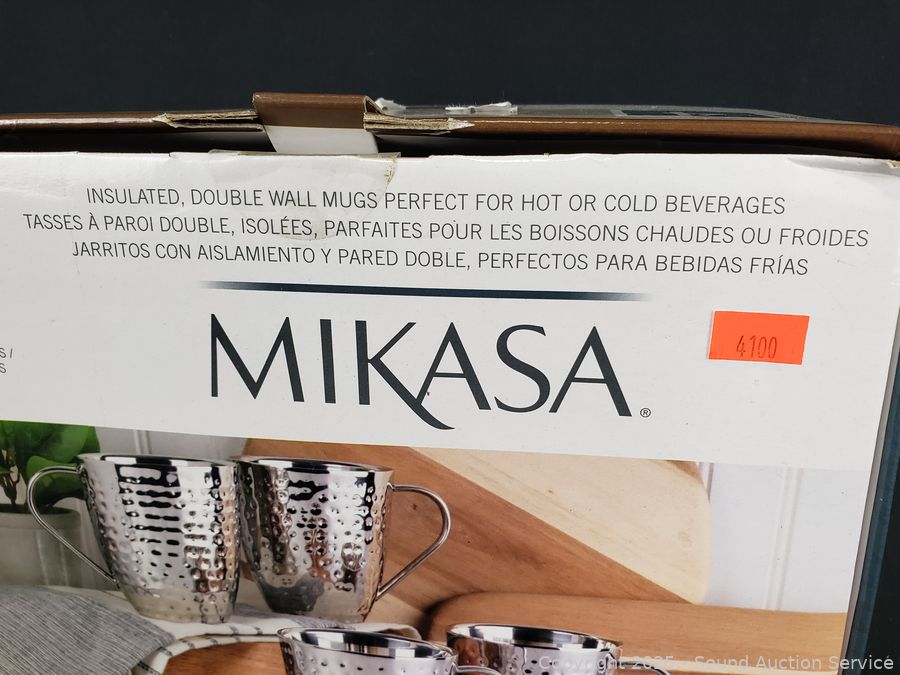 INSULATED, DOUBLE WALL MUGS PERFECT FOR HOT OR COLD BEVERAGES
TASSES À PAROI DOUBLE, ISOLÉES, PARFAITES POUR LES BOISSONS CHAUDES OU FROIDES
JARRITOS CON AISLAMIENTO Y PARED DOBLE, PERFECTOS PARA BEBIDAS FRÍAS
MIKASA®
4100
S /
S
Copyright 2025 - Sound Auction Service